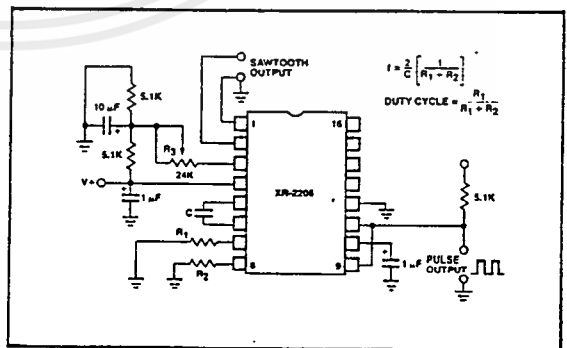 SAWTOOTH
OUTPUT
f = 2/C [1/(R1 + R2)]
DUTY CYCLE = R1/(R1 + R2)
5.1K
10 µF
+
R3
5.1K
24K
V+
+
1 µF
C
R1
R2
1
16
XR-2206
8
9
5.1K
+
1 µF
PULSE
OUTPUT